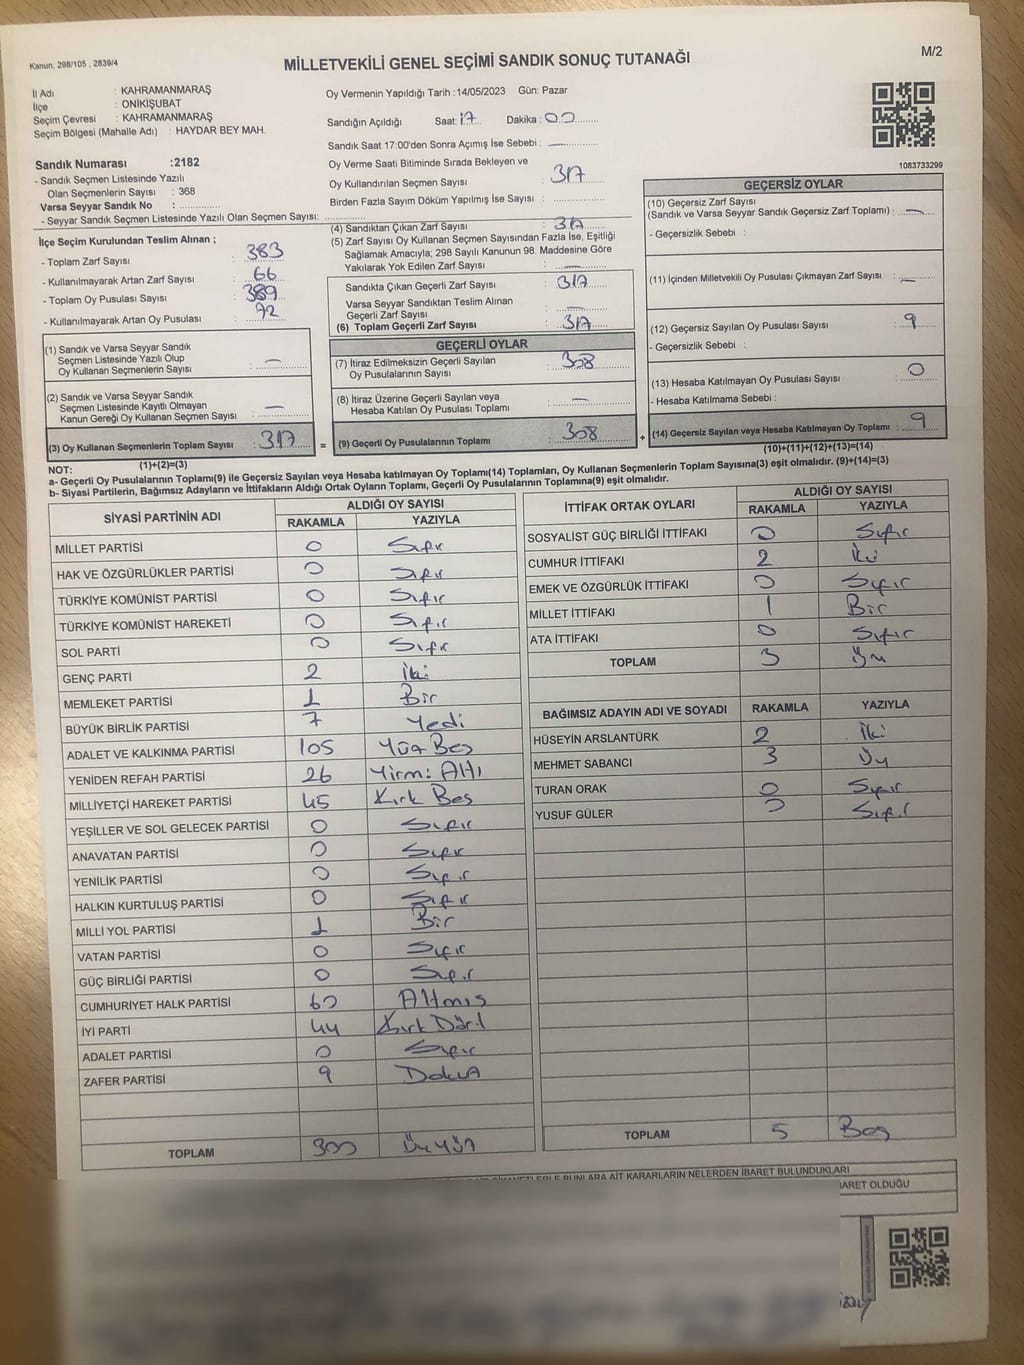 Kanun: 298/105 , 2839/4
MİLLETVEKİLİ GENEL SEÇİMİ SANDIK SONUÇ TUTANAĞI
M/2
İl Adı : KAHRAMANMARAŞ
İlçe : ONİKİŞUBAT
Seçim Çevresi : KAHRAMANMARAŞ
Seçim Bölgesi (Mahalle Adı) : HAYDAR BEY MAH.
Sandık Numarası :2182
- Sandık Seçmen Listesinde Yazılı
Olan Seçmenlerin Sayısı : 368
Varsa Seyyar Sandık No :
- Seyyar Sandık Seçmen Listesinde Yazılı Olan Seçmen Sayısı:
Oy Vermenin Yapıldığı Tarih :14/05/2023 Gün: Pazar
Sandığın Açıldığı Saat: 17 Dakika : 00
Sandık Saat 17:00'den Sonra Açımış İse Sebebi : —
Oy Verme Saati Bitiminde Sırada Bekleyen ve
Oy Kullandırılan Seçmen Sayısı : 317
Birden Fazla Sayım Döküm Yapılmış İse Sayısı :
1083733299
İlçe Seçim Kurulundan Teslim Alınan ;
- Toplam Zarf Sayısı : 383
- Kullanılmayarak Artan Zarf Sayısı : 66
- Toplam Oy Pusulası Sayısı : 389
- Kullanılmayarak Artan Oy Pusulası : 72
(1) Sandık ve Varsa Seyyar Sandık
Seçmen Listesinde Yazılı Olup
Oy Kullanan Seçmenlerin Sayısı : —
(2) Sandık ve Varsa Seyyar Sandık
Seçmen Listesinde Kayıtlı Olmayan
Kanun Gereği Oy Kullanan Seçmen Sayısı : —
(3) Oy Kullanan Seçmenlerin Toplam Sayısı : 317
(1)+(2)=(3)
(4) Sandıktan Çıkan Zarf Sayısı : 317
(5) Zarf Sayısı Oy Kullanan Seçmen Sayısından Fazla İse, Eşitliği
Sağlamak Amacıyla; 298 Sayılı Kanunun 98. Maddesine Göre
Yakılarak Yok Edilen Zarf Sayısı : —
Sandıkta Çıkan Geçerli Zarf Sayısı : 317
Varsa Seyyar Sandıktan Teslim Alınan
Geçerli Zarf Sayısı : —
(6) Toplam Geçerli Zarf Sayısı : 317
GEÇERLİ OYLAR
(7) İtiraz Edilmeksizin Geçerli Sayılan
Oy Pusulalarının Sayısı : 308
(8) İtiraz Üzerine Geçerli Sayılan veya
Hesaba Katılan Oy Pusulası Toplamı : —
= (9) Geçerli Oy Pusulalarının Toplamı : 308
GEÇERSİZ OYLAR
(10) Geçersiz Zarf Sayısı
(Sandık ve Varsa Seyyar Sandık Geçersiz Zarf Toplamı) : —
- Geçersizlik Sebebi :
(11) İçinden Milletvekili Oy Pusulası Çıkmayan Zarf Sayısı : —
(12) Geçersiz Sayılan Oy Pusulası Sayısı : 9
- Geçersizlik Sebebi :
(13) Hesaba Katılmayan Oy Pusulası Sayısı : 0
- Hesaba Katılmama Sebebi :
+ (14) Geçersiz Sayılan veya Hesaba Katılmayan Oy Toplamı : 9
(10)+(11)+(12)+(13)=(14)
NOT:
a- Geçerli Oy Pusulalarının Toplamı(9) ile Geçersiz Sayılan veya Hesaba katılmayan Oy Toplamı(14) Toplamları, Oy Kullanan Seçmenlerin Toplam Sayısına(3) eşit olmalıdır. (9)+(14)=(3)
b- Siyasi Partilerin, Bağımsız Adayların ve İttifakların Aldığı Ortak Oyların Toplamı, Geçerli Oy Pusulalarının Toplamına(9) eşit olmalıdır.
SİYASİ PARTİNİN ADI ALDIĞI OY SAYISI
RAKAMLA YAZIYLA
MİLLET PARTİSİ 0 Sıfır
HAK VE ÖZGÜRLÜKLER PARTİSİ 0 Sıfır
TÜRKİYE KOMÜNİST PARTİSİ 0 Sıfır
TÜRKİYE KOMÜNİST HAREKETİ 0 Sıfır
SOL PARTİ 0 Sıfır
GENÇ PARTİ 2 İki
MEMLEKET PARTİSİ 1 Bir
BÜYÜK BİRLİK PARTİSİ 7 Yedi
ADALET VE KALKINMA PARTİSİ 105 Yüz Beş
YENİDEN REFAH PARTİSİ 26 Yirmi Altı
MİLLİYETÇİ HAREKET PARTİSİ 45 Kırk Beş
YEŞİLLER VE SOL GELECEK PARTİSİ 0 Sıfır
ANAVATAN PARTİSİ 0 Sıfır
YENİLİK PARTİSİ 0 Sıfır
HALKIN KURTULUŞ PARTİSİ 0 Sıfır
MİLLİ YOL PARTİSİ 1 Bir
VATAN PARTİSİ 0 Sıfır
GÜÇ BİRLİĞİ PARTİSİ 0 Sıfır
CUMHURİYET HALK PARTİSİ 60 Altmış
İYİ PARTİ 44 Kırk Dört
ADALET PARTİSİ 0 Sıfır
ZAFER PARTİSİ 9 Dokuz
TOPLAM 300 Üç Yüz
İTTİFAK ORTAK OYLARI ALDIĞI OY SAYISI
RAKAMLA YAZIYLA
SOSYALİST GÜÇ BİRLİĞİ İTTİFAKI 0 Sıfır
CUMHUR İTTİFAKI 2 İki
EMEK VE ÖZGÜRLÜK İTTİFAKI 0 Sıfır
MİLLET İTTİFAKI 1 Bir
ATA İTTİFAKI 0 Sıfır
TOPLAM 3 Üç
BAĞIMSIZ ADAYIN ADI VE SOYADI RAKAMLA YAZIYLA
HÜSEYİN ARSLANTÜRK 2 İki
MEHMET SABANCI 3 Üç
TURAN ORAK 0 Sıfır
YUSUF GÜLER 0 Sıfır
TOPLAM 5 Beş
BUNLARA AİT KARARLARIN NELERDEN İBARET BULUNDUKLARI
OLDUĞU